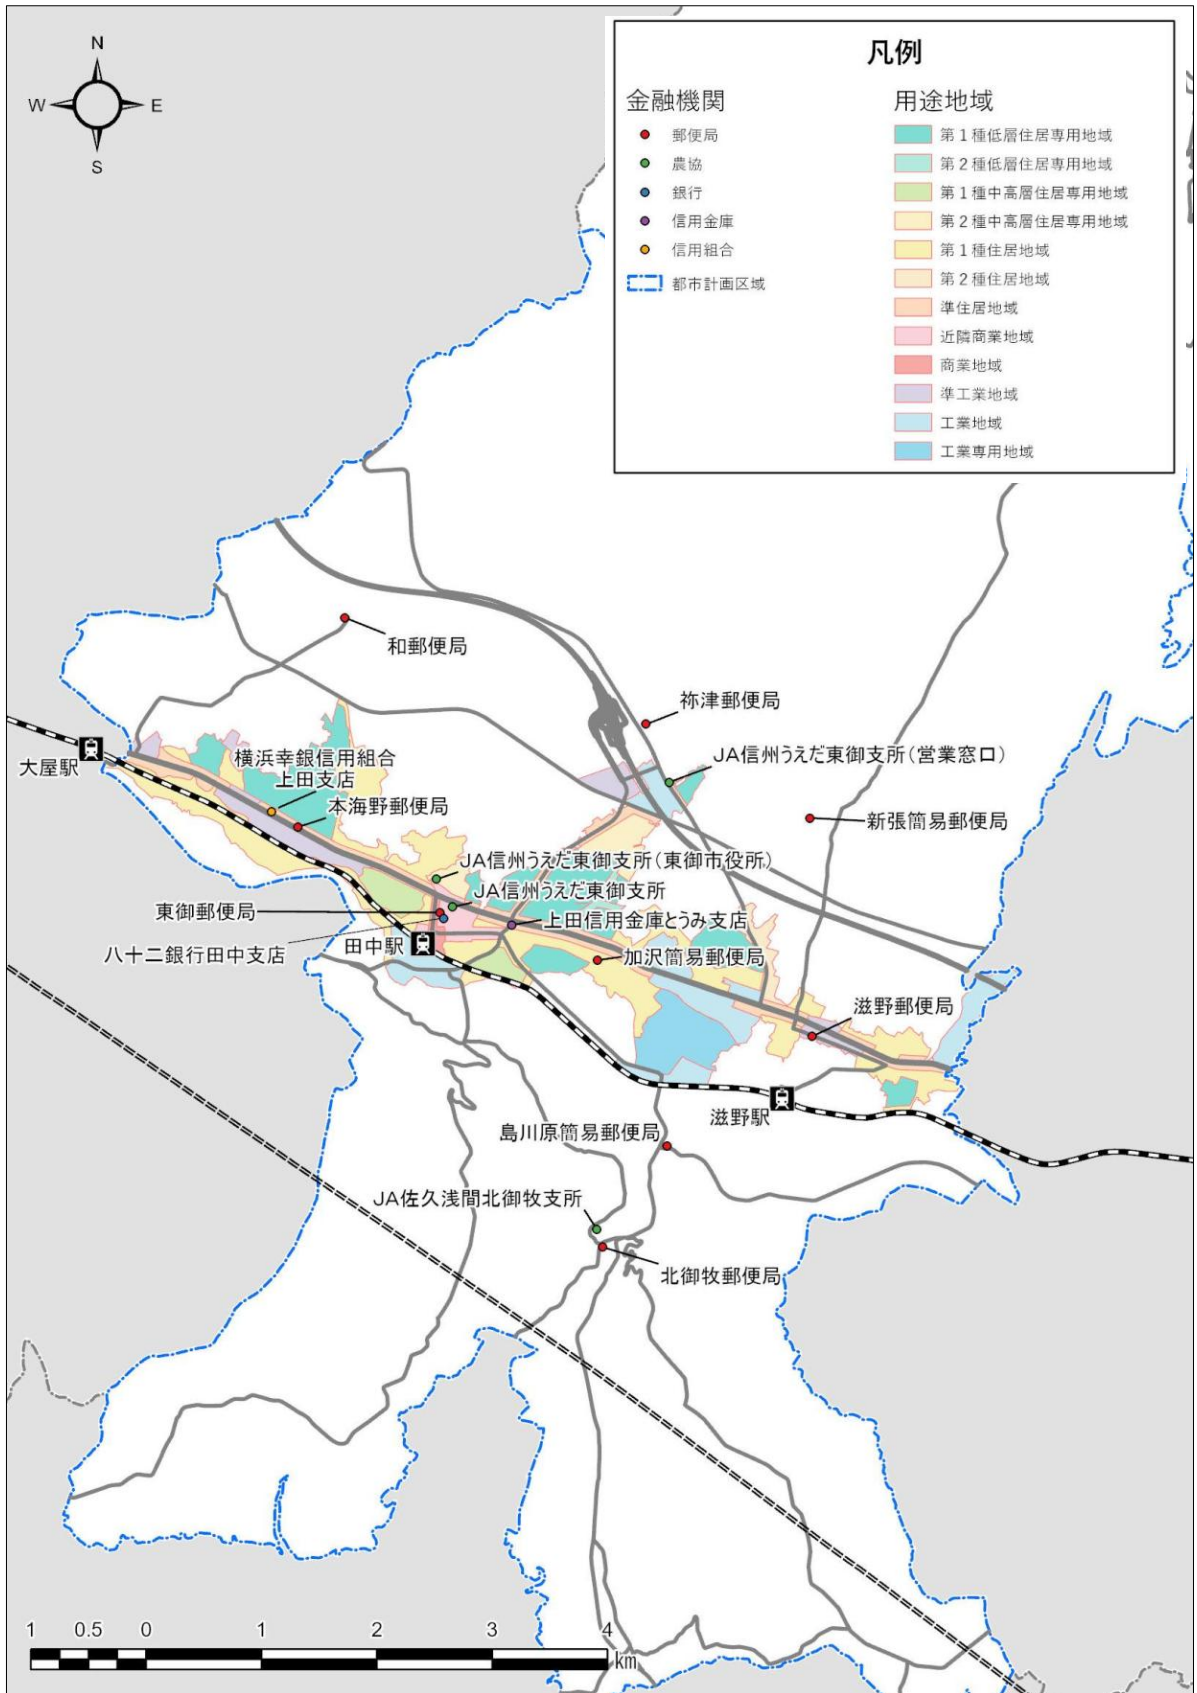 N
W
E
S
凡例
金融機関
郵便局
農協
銀行
信用金庫
信用組合
都市計画区域
用途地域
第1種低層住居専用地域
第2種低層住居専用地域
第1種中高層住居専用地域
第2種中高層住居専用地域
第1種住居地域
第2種住居地域
準住居地域
近隣商業地域
商業地域
準工業地域
工業地域
工業専用地域
和郵便局
祢津郵便局
大屋駅
横浜幸銀信用組合
上田支店
JA信州うえだ東御支所(営業窓口)
本海野郵便局
新張簡易郵便局
JA信州うえだ東御支所(東御市役所)
JA信州うえだ東御支所
東御郵便局
上田信用金庫とうみ支店
八十二銀行田中支店
田中駅
加沢簡易郵便局
滋野郵便局
滋野駅
島川原簡易郵便局
JA佐久浅間北御牧支所
北御牧郵便局
1 0.5 0 1 2 3 4
km